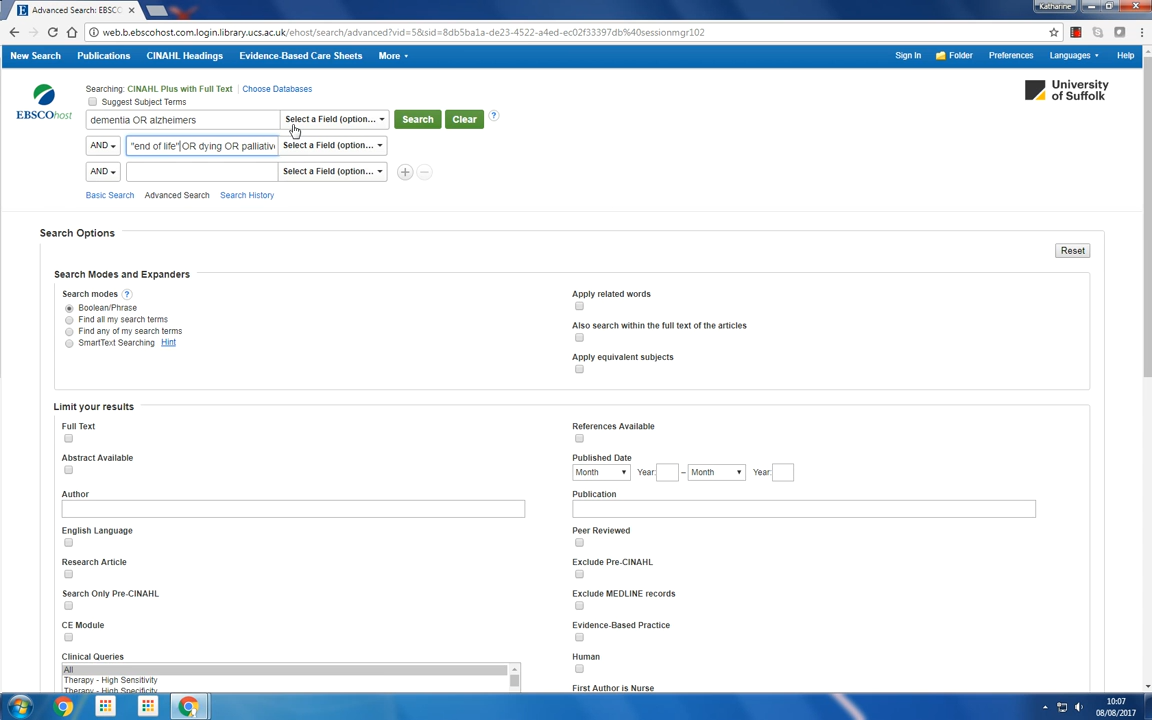 Advanced Search: EBSCO
Katharine
web.b.ebscohost.com.login.library.ucs.ac.uk/ehost/search/advanced?vid=5&sid=8db5ba1a-de23-4522-a4ed-ec02f33397db%40sessionmgr102
New Search Publications CINAHL Headings Evidence-Based Care Sheets More Sign In Folder Preferences Languages Help
EBSCOhost
Searching: CINAHL Plus with Full Text Choose Databases
Suggest Subject Terms
dementia OR alzheimers Select a Field (option... Search Clear ?
AND "end of life" OR dying OR palliative Select a Field (option...
AND Select a Field (option...
Basic Search Advanced Search Search History
University
of Suffolk
Search Options
Reset
Search Modes and Expanders
Search modes ?
Boolean/Phrase
Find all my search terms
Find any of my search terms
SmartText Searching Hint
Apply related words
Also search within the full text of the articles
Apply equivalent subjects
Limit your results
Full Text
References Available
Abstract Available
Published Date
Month Year: – Month Year:
Author
Publication
English Language
Peer Reviewed
Research Article
Exclude Pre-CINAHL
Search Only Pre-CINAHL
Exclude MEDLINE records
CE Module
Evidence-Based Practice
Clinical Queries
All
Therapy - High Sensitivity
Therapy - High Specificity
Human
First Author is Nurse
10:07
08/08/2017